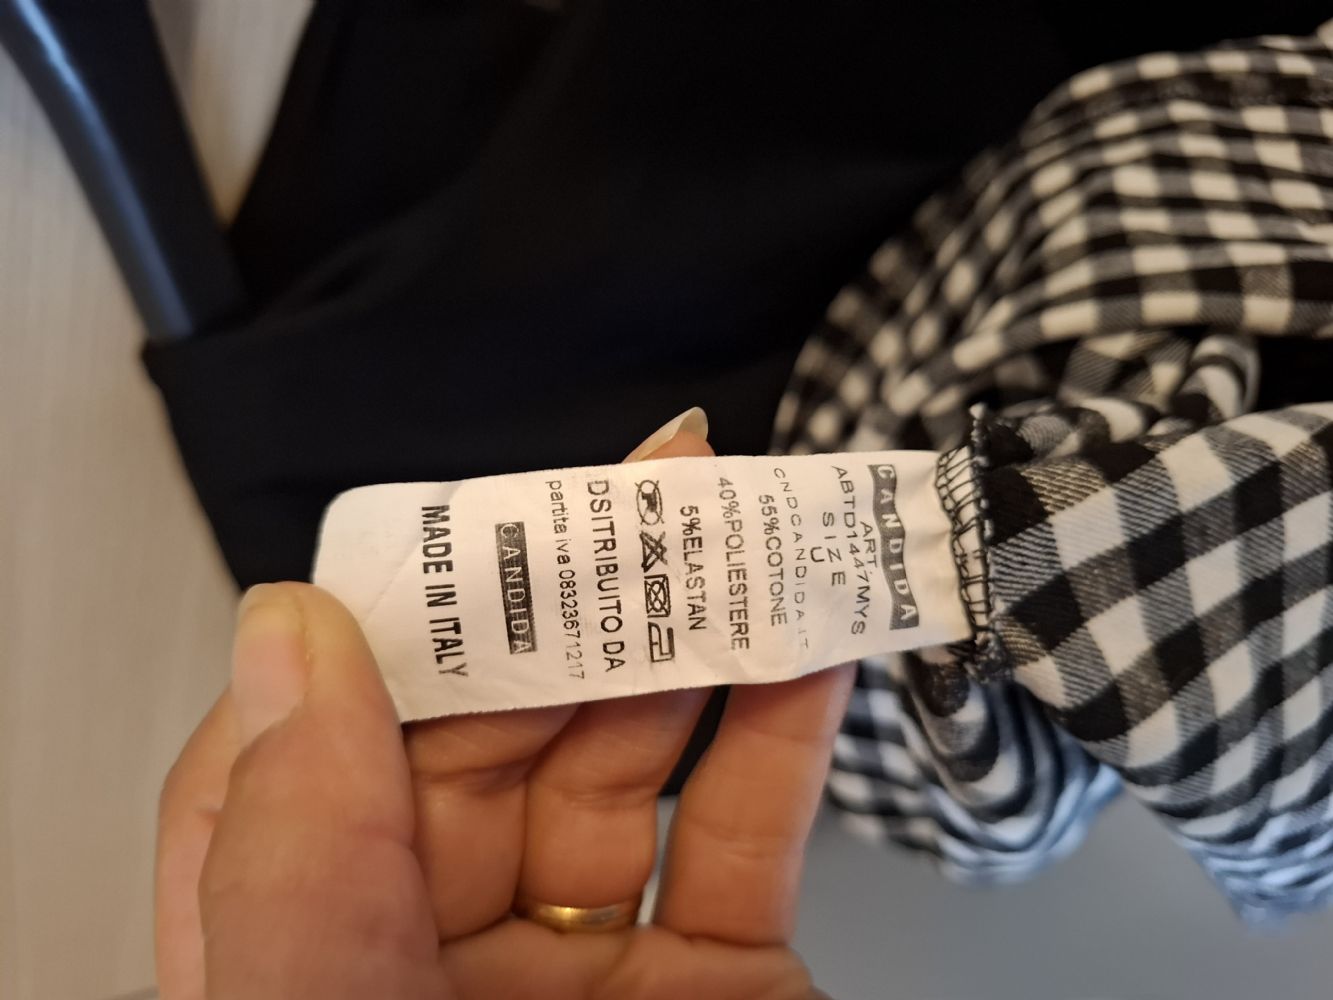 CANDIDA
ART.
ABTD1447MYS
SIZE
U
CNDCANDIDA.IT
55%COTONE
40%POLIESTERE
5%ELASTAN
DSITRIBUITO DA
partita iva 08323671217
CANDIDA
MADE IN ITALY